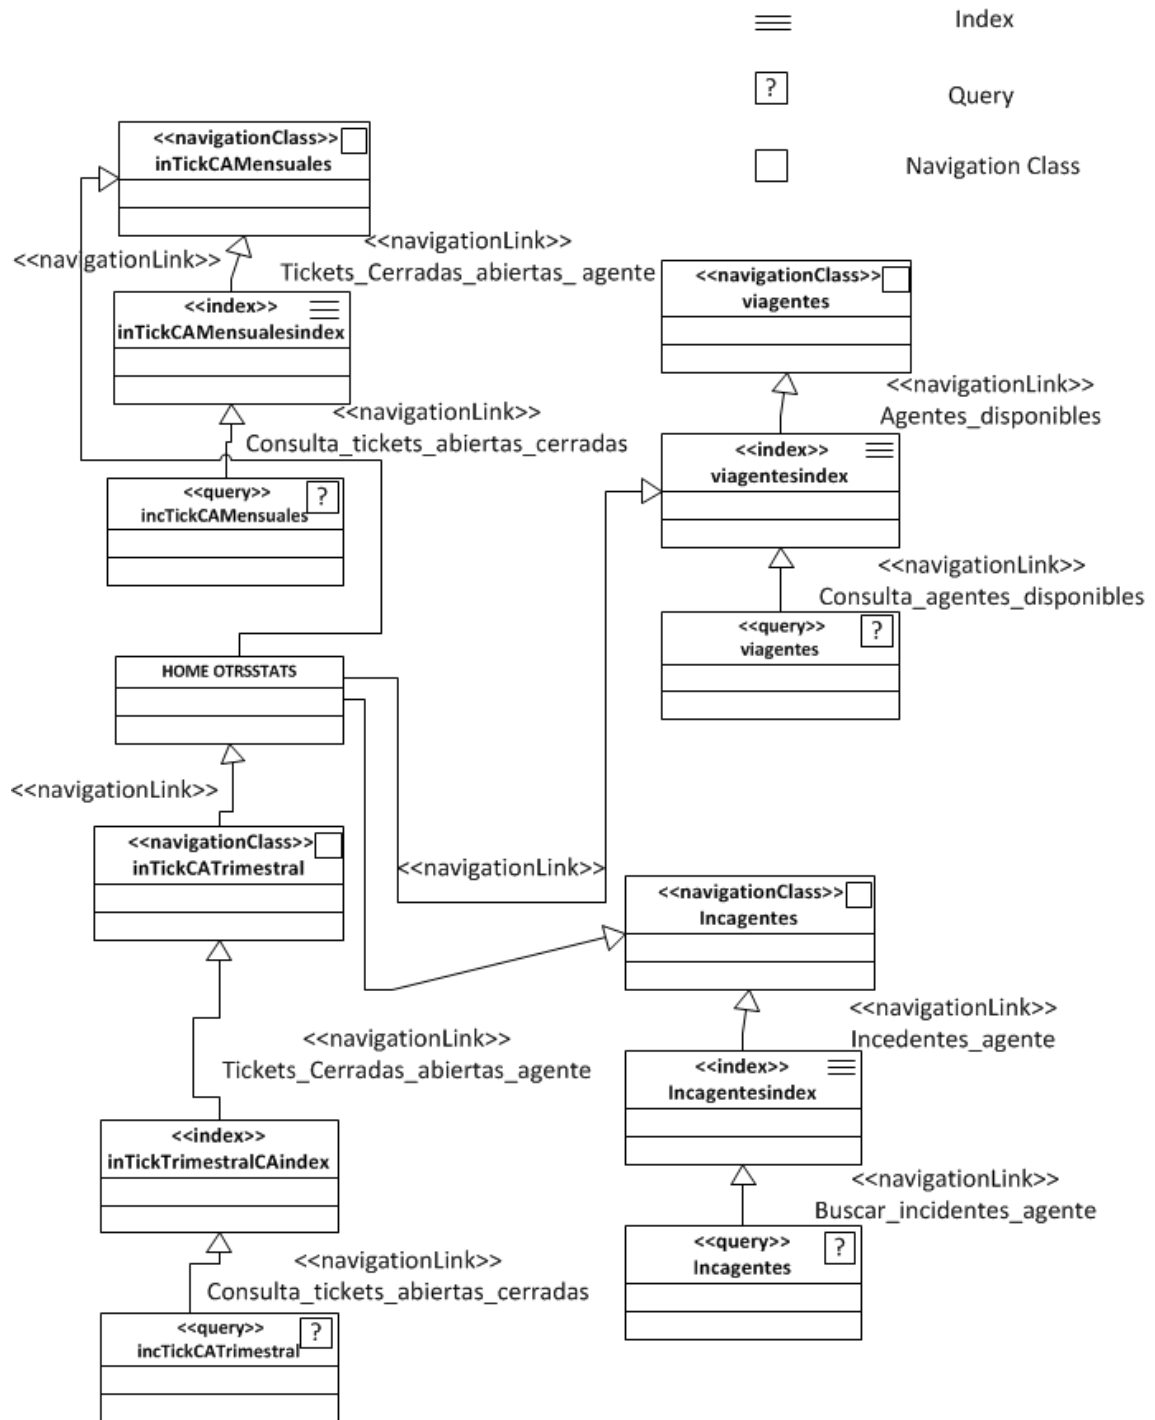 Index
Query
Navigation Class
<<navigationClass>>
inTickCAMensuales
<<navigationLink>>
<<navigationLink>>
Tickets_Cerradas_abiertas_ agente
<<index>>
inTickCAMensualesindex
<<navigationLink>>
Consulta_tickets_abiertas_cerradas
<<query>>
?
incTickCAMensuales
<<navigationClass>>
viagentes
<<navigationLink>>
Agentes_disponibles
<<index>>
viagentesindex
<<navigationLink>>
Consulta_agentes_disponibles
<<query>>
?
viagentes
HOME OTRSSTATS
<<navigationLink>>
<<navigationClass>>
inTickCATrimestral
<<navigationLink>>
<<navigationClass>>
Incagentes
<<navigationLink>>
Incedentes_agente
<<index>>
Incagentesindex
<<navigationLink>>
Buscar_incidentes_agente
<<query>>
?
Incagentes
<<navigationLink>>
Tickets_Cerradas_abiertas_agente
<<index>>
inTickTrimestralCAindex
<<navigationLink>>
Consulta_tickets_abiertas_cerradas
<<query>>
?
incTickCATrimestral
?